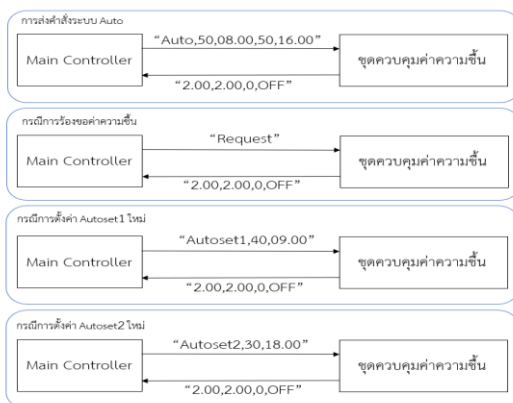 การส่งคำสั่งระบบ Auto
“Auto,50,08.00,50,16.00”
Main Controller
ชุดควบคุมค่าความชื้น
“2.00,2.00,0,OFF”
กรณีการร้องขอค่าความชื้น
“Request”
Main Controller
ชุดควบคุมค่าความชื้น
“2.00,2.00,0,OFF”
กรณีการตั้งค่า Autoset1 ใหม่
“Autoset1,40,09.00”
Main Controller
ชุดควบคุมค่าความชื้น
“2.00,2.00,0,OFF”
กรณีการตั้งค่า Autoset2 ใหม่
“Autoset2,30,18.00”
Main Controller
ชุดควบคุมค่าความชื้น
“2.00,2.00,0,OFF”